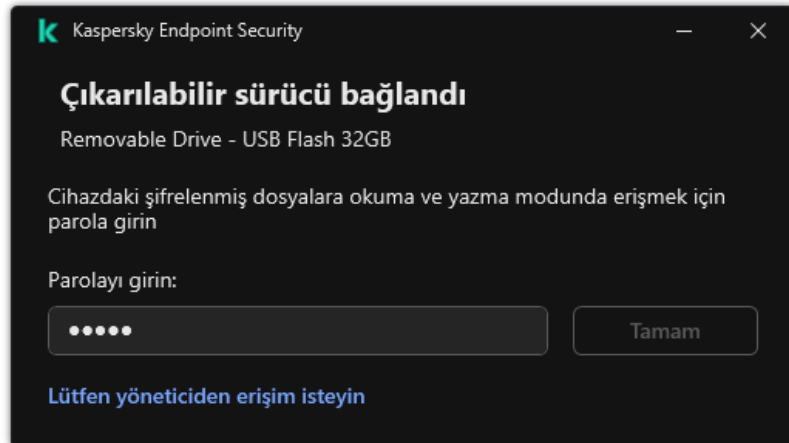 Kaspersky Endpoint Security
Çıkarılabilir sürücü bağlandı
Removable Drive - USB Flash 32GB
Cihazdaki şifrelenmiş dosyalara okuma ve yazma modunda erişmek için
parola girin
Parolayı girin:
•••••
Tamam
Lütfen yöneticiden erişim isteyin